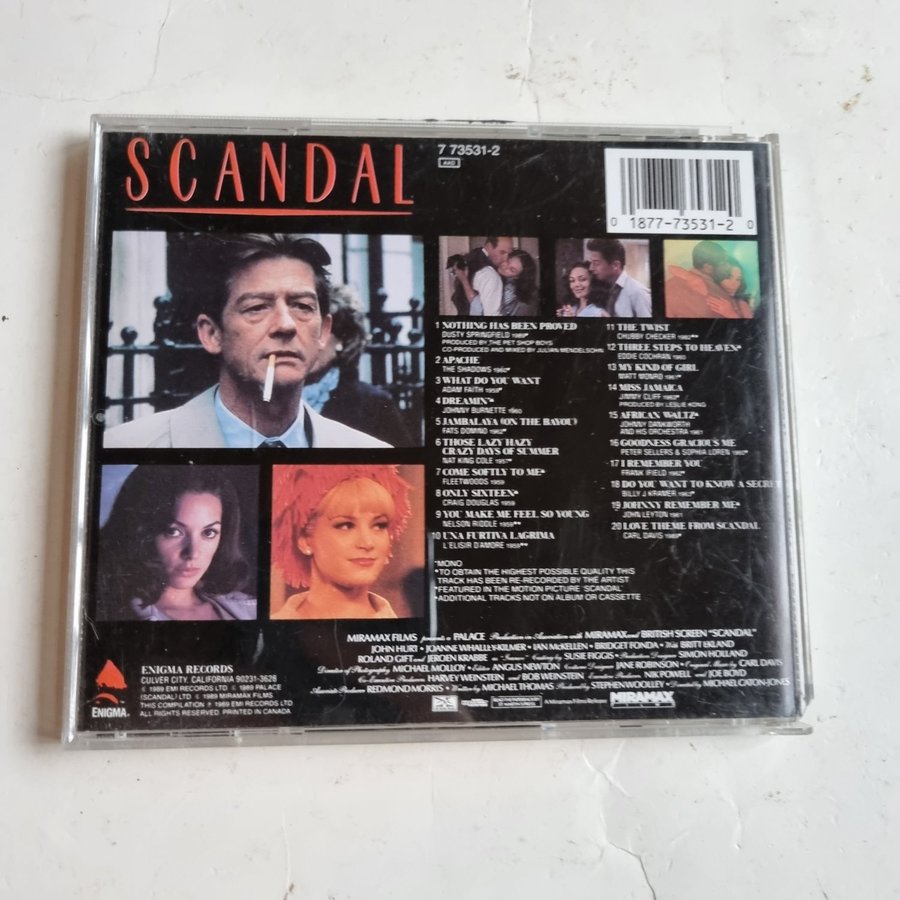 SCANDAL
7 73531-2
AAD
0 1877-73531-2 0
1 NOTHING HAS BEEN PROVED
DUSTY SPRINGFIELD 1989*
PRODUCED BY THE PET SHOP BOYS
CO-PRODUCED AND MIXED BY JULIAN MENDELSOHN
2 APACHE
THE SHADOWS 1960*
3 WHAT DO YOU WANT
ADAM FAITH 1959*
4 DREAMIN'*
JOHNNY BURNETTE 1960
5 JAMBALAYA (ON THE BAYOU)
FATS DOMINO 1962*
6 THOSE LAZY HAZY
CRAZY DAYS OF SUMMER
NAT KING COLE 1957*
7 COME SOFTLY TO ME*
FLEETWOODS 1959
8 ONLY SIXTEEN*
CRAIG DOUGLAS 1959
9 YOU MAKE ME FEEL SO YOUNG
NELSON RIDDLE 1959**
10 UNA FURTIVA LAGRIMA
L'ELISIR D'AMORE 1959**
11 THE TWIST
CHUBBY CHECKER 1962**
12 THREE STEPS TO HEAVEN*
EDDIE COCHRAN 1960
13 MY KIND OF GIRL
MATT MONRO 1961*
14 MISS JAMAICA
JIMMY CLIFF 1963*
PRODUCED BY LESLIE KONG
15 AFRICAN WALTZ*
JOHNNY DANKWORTH
AND HIS ORCHESTRA 1961
16 GOODNESS GRACIOUS ME
PETER SELLERS & SOPHIA LOREN 1960*
17 I REMEMBER YOU
FRANK IFIELD 1962*
18 DO YOU WANT TO KNOW A SECRET
BILLY J KRAMER 1963*
19 JOHNNY REMEMBER ME*
JOHN LEYTON 1961
20 LOVE THEME FROM SCANDAL
CARL DAVIS 1989*
*MONO
*TO OBTAIN THE HIGHEST POSSIBLE QUALITY THIS
TRACK HAS BEEN RE-RECORDED BY THE ARTIST
*FEATURED IN THE MOTION PICTURE 'SCANDAL'
*ADDITIONAL TRACKS NOT ON ALBUM OR CASSETTE
MIRAMAX FILMS presents a PALACE Production in Association with MIRAMAX and BRITISH SCREEN "SCANDAL"
JOHN HURT • JOANNE WHALLEY-KILMER • IAN McKELLEN • BRIDGET FONDA • With BRITT EKLAND
ROLAND GIFT and JEROEN KRABBE as "Ivanov" • Casting by SUSIE FIGGIS • Production Designer SIMON HOLLAND
Director of Photography MICHAEL MOLLOY • Editor ANGUS NEWTON Costume Designer JANE ROBINSON • Original Music by CARL DAVIS
Co-Executive Producers HARVEY WEINSTEIN and BOB WEINSTEIN • Executive Producers NIK POWELL and JOE BOYD
Associate Producer REDMOND MORRIS • Written by MICHAEL THOMAS Produced by STEPHEN WOOLLEY • Directed by MICHAEL CATON-JONES
A Miramax Films Release
MIRAMAX
ENIGMA
ENIGMA RECORDS
CULVER CITY, CALIFORNIA 90231-3628
© 1989 EMI RECORDS LTD © 1989 PALACE
(SCANDAL) LTD © 1989 MIRAMAX FILMS.
THIS COMPILATION ℗ 1989 EMI RECORDS LTD
ALL RIGHTS RESERVED. PRINTED IN CANADA